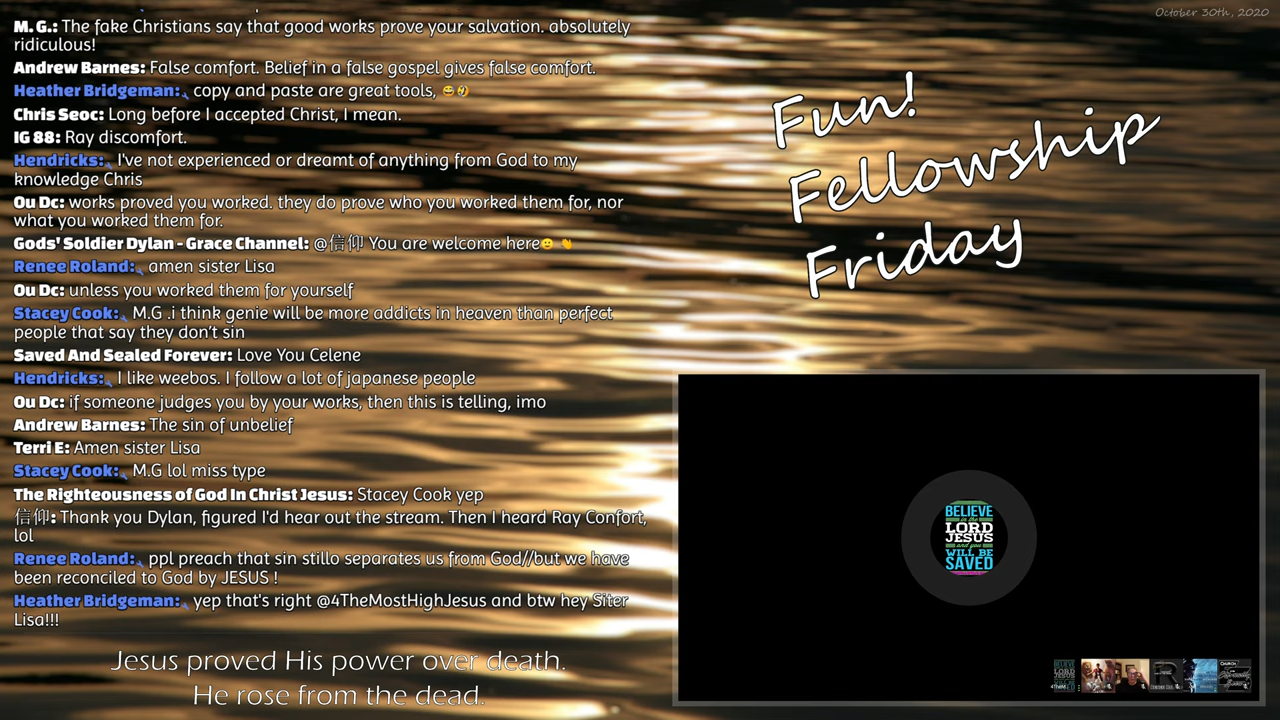 October 30th, 2020
M. G.: The fake Christians say that good works prove your salvation. absolutely
ridiculous!
Andrew Barnes: False comfort. Belief in a false gospel gives false comfort.
Heather Bridgeman: copy and paste are great tools, 😅🤣
Chris Seoc: Long before I accepted Christ, I mean.
IG 88: Ray discomfort.
Hendricks: I've not experienced or dreamt of anything from God to my
knowledge Chris
Ou Dc: works proved you worked. they do prove who you worked them for, nor
what you worked them for.
Gods' Soldier Dylan - Grace Channel: @信仰 You are welcome here🙂 👏
Renee Roland: amen sister Lisa
Ou Dc: unless you worked them for yourself
Stacey Cook: M.G .i think genie will be more addicts in heaven than perfect
people that say they don't sin
Saved And Sealed Forever: Love You Celene
Hendricks: I like weebos. I follow a lot of japanese people
Ou Dc: if someone judges you by your works, then this is telling, imo
Andrew Barnes: The sin of unbelief
Terri E: Amen sister Lisa
Stacey Cook: M.G lol miss type
The Righteousness of God In Christ Jesus: Stacey Cook yep
信仰: Thank you Dylan, figured I'd hear out the stream. Then I heard Ray Confort,
lol
Renee Roland: ppl preach that sin stillo separates us from God//but we have
been reconciled to God by JESUS !
Heather Bridgeman: yep that's right @4TheMostHighJesus and btw hey Siter
Lisa!!!
Jesus proved His power over death.
He rose from the dead.
Fun!
Fellowship
Friday
BELIEVE
in the
LORD
JESUS
and you
WILL BE
SAVED